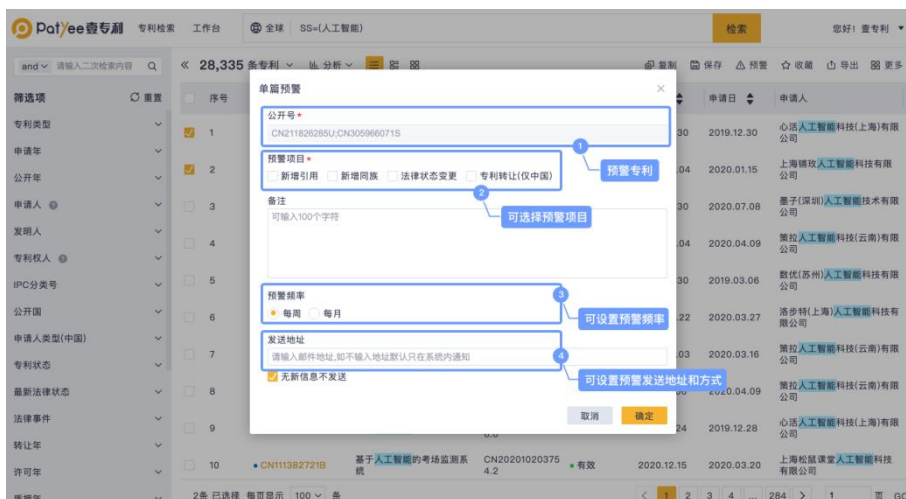 Patyee壹专利 专利检索 工作台 全球 SS=(人工智能) 检索 您好! 壹专利
and 请输入二次检索内容
28,335 条专利 分析 复制 保存 预警 收藏 导出 更多
筛选项 重置
序号 申请日 申请人
单篇预警
公开号*
CN211826285U;CN305966071S
1
预警专利
预警项目*
新增引用 新增同族 法律状态变更 专利转让(仅中国)
2
可选择预警项目
备注
可输入100个字符
预警频率
3
每周 每月
可设置预警频率
发送地址
请输入邮件地址,如不输入地址默认只在系统内通知
4
无新信息不发送
可设置预警发送地址和方式
取消 确定
专利类型
申请年
公开年
申请人
发明人
专利权人
IPC分类号
公开国
申请人类型(中国)
专利状态
最新法律状态
法律事件
转让年
许可年
1 30 2019.12.30 心活人工智能科技(上海)有限公司
2 .04 2020.01.15 上海锵玫人工智能科技有限公司
3 30 2020.07.08 墨子(深圳)人工智能技术有限公司
4 .04 2020.04.09 策拉人工智能科技(云南)有限公司
5 30 2019.03.06 数优(苏州)人工智能科技有限公司
6 .22 2020.03.27 洛步特(上海)人工智能科技有限公司
7 .03 2020.03.16 策拉人工智能科技(云南)有限公司
8 2020.04.09 策拉人工智能科技(云南)有限公司
9 24 2019.12.28 心活人工智能科技(上海)有限公司
10 CN111382721B 基于人工智能的考场监测系统 CN202010203754.2 有效 2020.12.15 2020.03.20 上海松鼠课堂人工智能科技有限公司
2条 已选择 每页显示 100 条 1 2 3 4 ... 284 1 页 GO